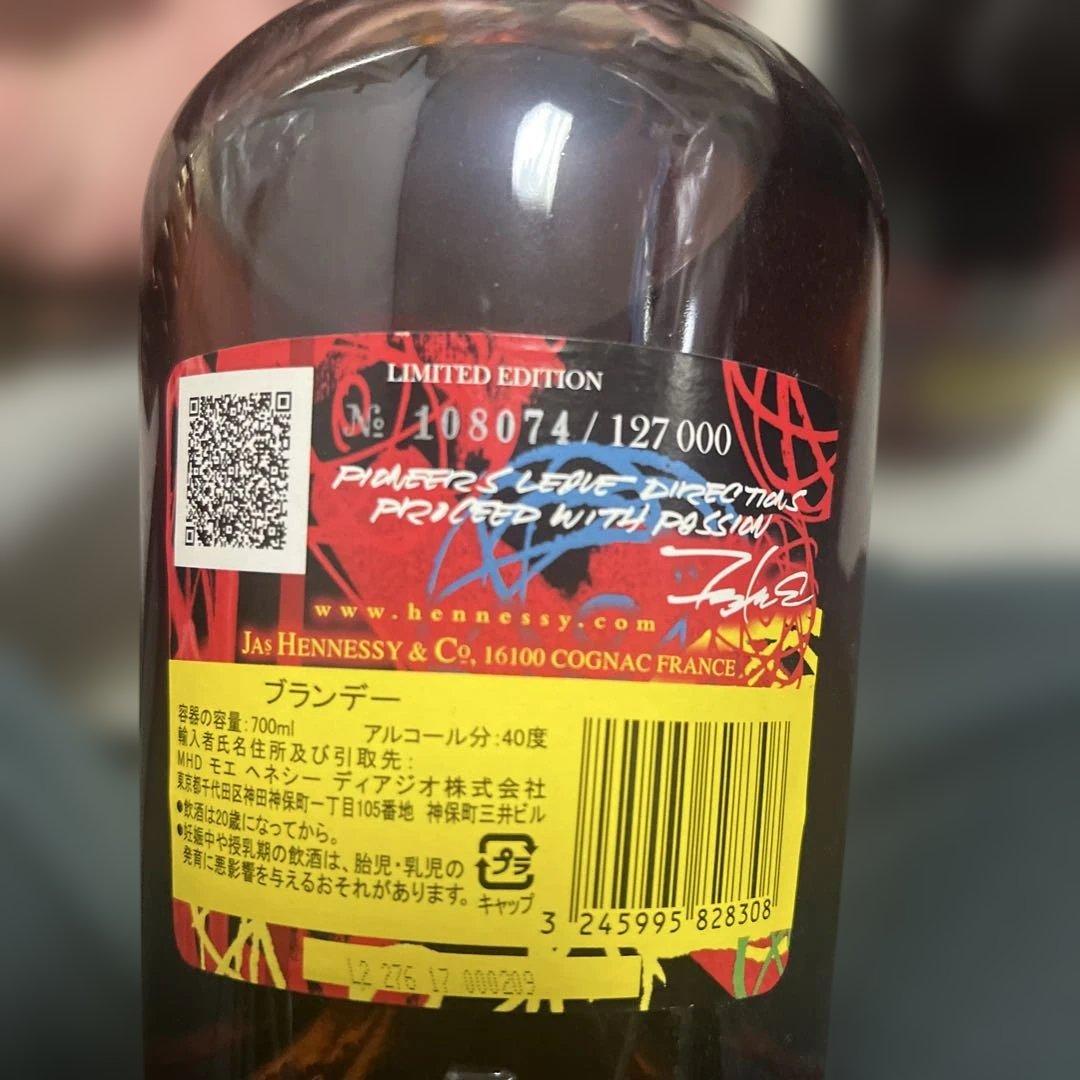 LIMITED EDITION
№ 108074 / 127 000
PIONEERS LEAVE DIRECTIONS
PROCEED WITH PASSION
www.hennessy.com
JAS HENNESSY & Cº, 16100 COGNAC FRANCE
ブランデー
容器の容量:700ml アルコール分:40度
輸入者氏名住所及び引取先:
MHD モエ ヘネシー ディアジオ株式会社
東京都千代田区神田神保町一丁目105番地 神保町三井ビル
●飲酒は20歳になってから。
●妊娠中や授乳期の飲酒は、胎児・乳児の
発育に悪影響を与えるおそれがあります。
プラ
キャップ
3 245995 828308
L2 276 17 000209